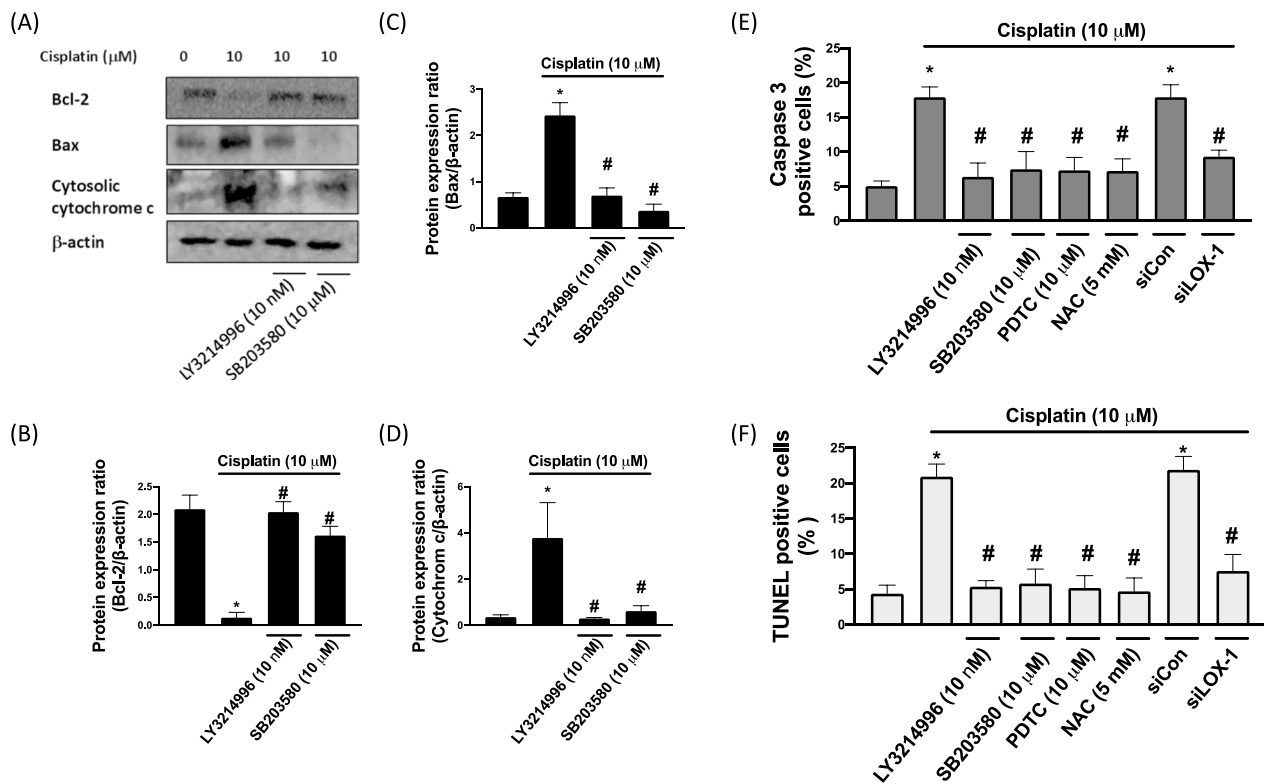 (A)
Cisplatin (μM) 0 10 10 10
Bcl-2
Bax
Cytosolic
cytochrome c
β-actin
LY3214996 (10 nM)
SB203580 (10 μM)
(B)
Cisplatin (10 μM)
Protein expression ratio
(Bcl-2/β-actin)
2.5
2.0
1.5
1.0
0.5
0.0
*
#
#
LY3214996 (10 nM)
SB203580 (10 μM)
(C)
Cisplatin (10 μM)
Protein expression ratio
(Bax/β-actin)
3
2
1
0
*
#
#
LY3214996 (10 nM)
SB203580 (10 μM)
(D)
Cisplatin (10 μM)
Protein expression ratio
(Cytochrom c/β-actin)
6
4
2
0
*
#
#
LY3214996 (10 nM)
SB203580 (10 μM)
(E)
Cisplatin (10 μM)
Caspase 3
positive cells (%)
25
20
15
10
5
0
*
#
#
#
#
*
#
LY3214996 (10 nM)
SB203580 (10 μM)
PDTC (10 μM)
NAC (5 mM)
siCon
siLOX-1
(F)
Cisplatin (10 μM)
TUNEL positive cells
(% )
25
20
15
10
5
0
*
#
#
#
#
*
#
LY3214996 (10 nM)
SB203580 (10 μM)
PDTC (10 μM)
NAC (5 mM)
siCon
siLOX-1